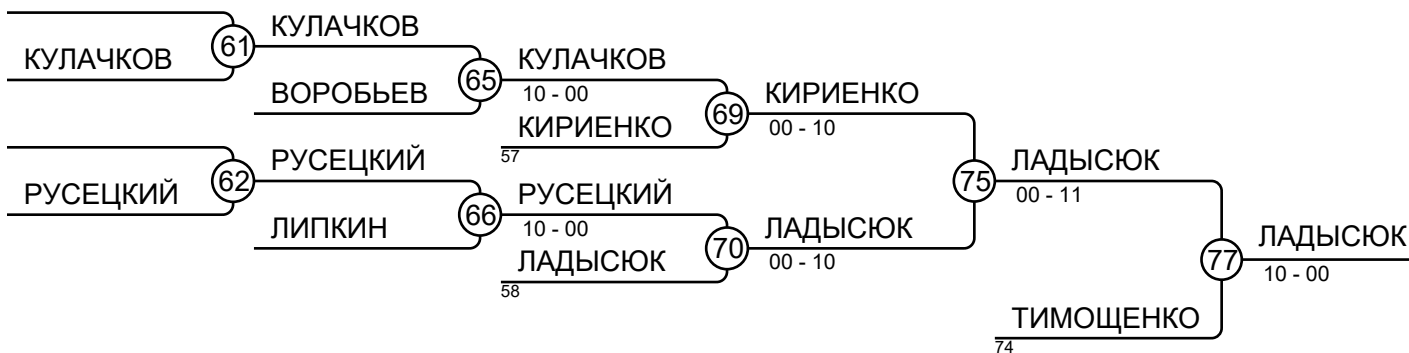 КУЛАЧКОВ
61
КУЛАЧКОВ
ВОРОБЬЕВ
65
КУЛАЧКОВ
10 - 00
КИРИЕНКО
57
69
КИРИЕНКО
00 - 10
РУСЕЦКИЙ
62
РУСЕЦКИЙ
ЛИПКИН
66
РУСЕЦКИЙ
10 - 00
ЛАДЫСЮК
58
70
ЛАДЫСЮК
00 - 10
75
ЛАДЫСЮК
00 - 11
ТИМОЩЕНКО
74
77
ЛАДЫСЮК
10 - 00